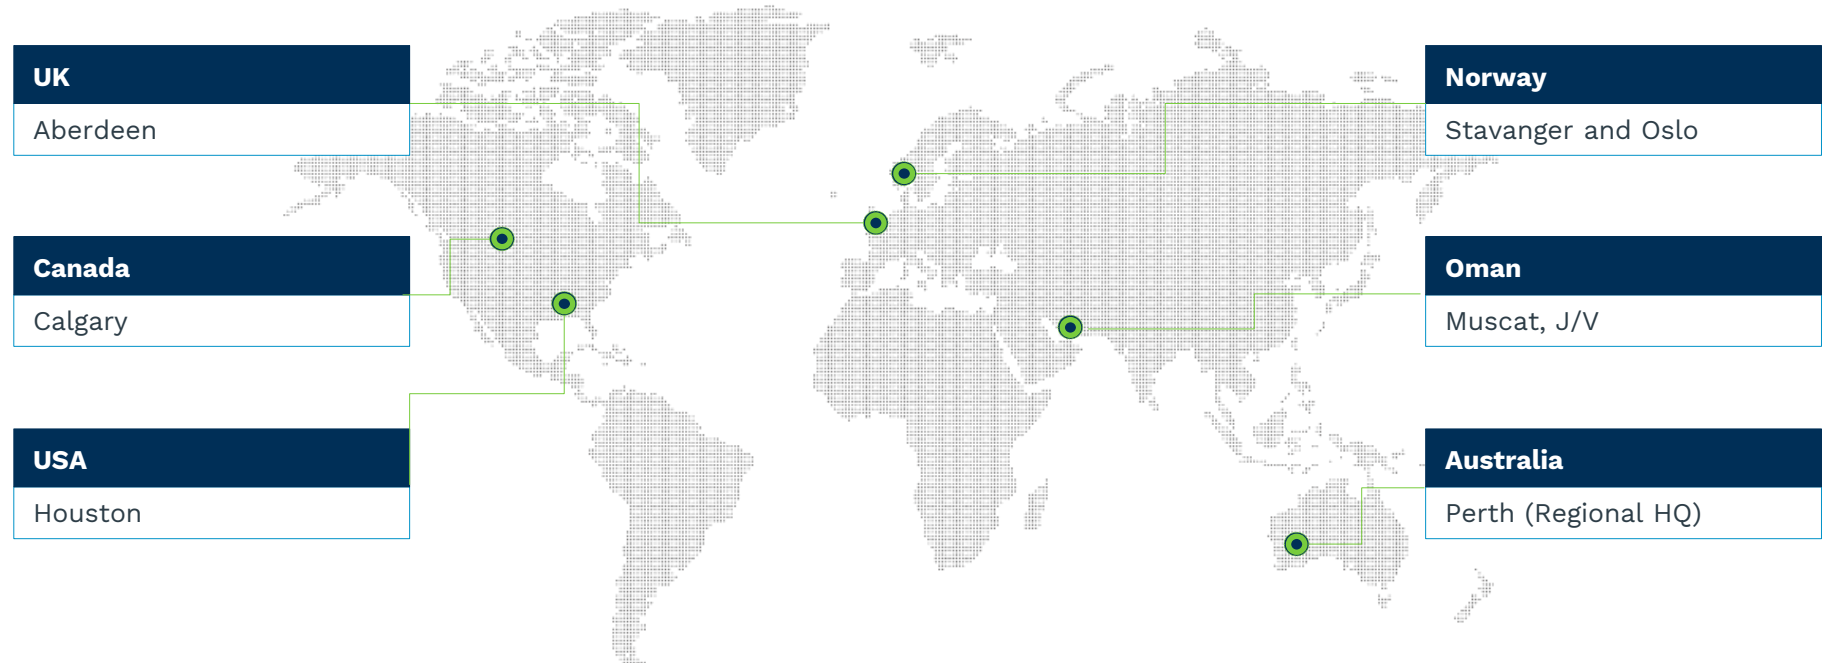 UK
Aberdeen
Canada
Calgary
USA
Houston
Norway
Stavanger and Oslo
Oman
Muscat, J/V
Australia
Perth (Regional HQ)